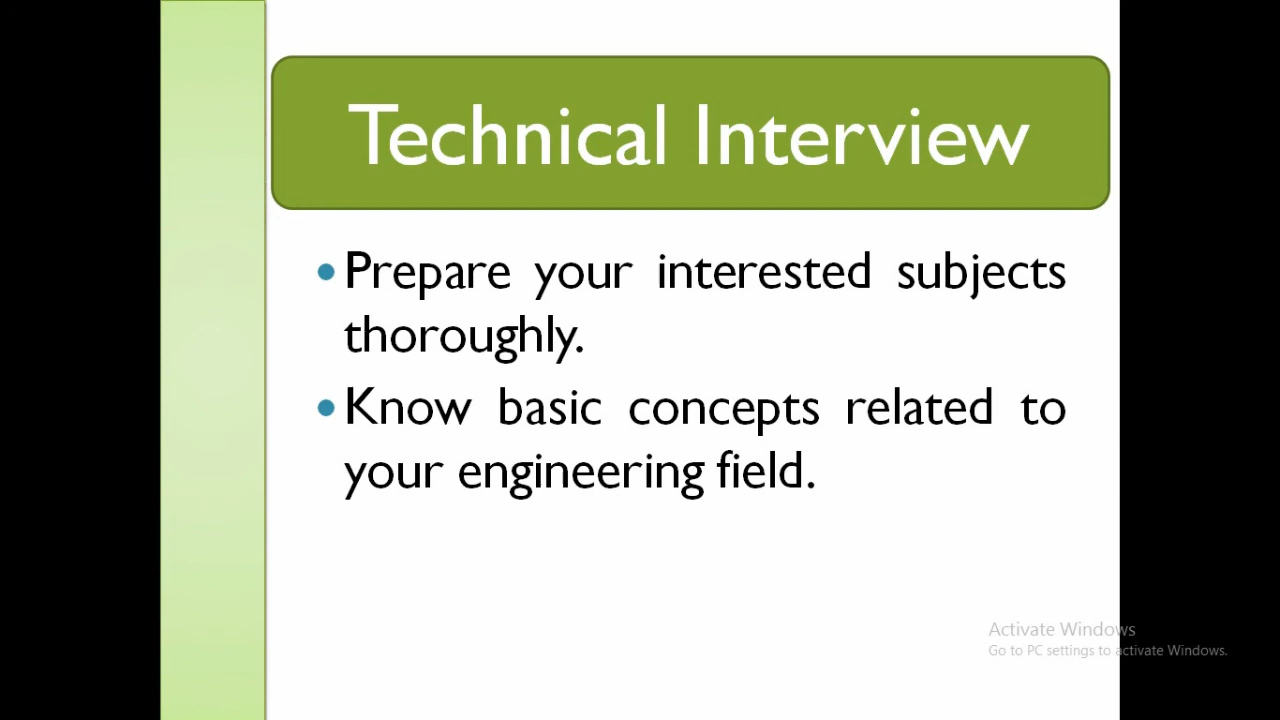 Technical Interview
• Prepare your interested subjects
thoroughly.
• Know basic concepts related to
your engineering field.
Activate Windows
Go to PC settings to activate Windows.